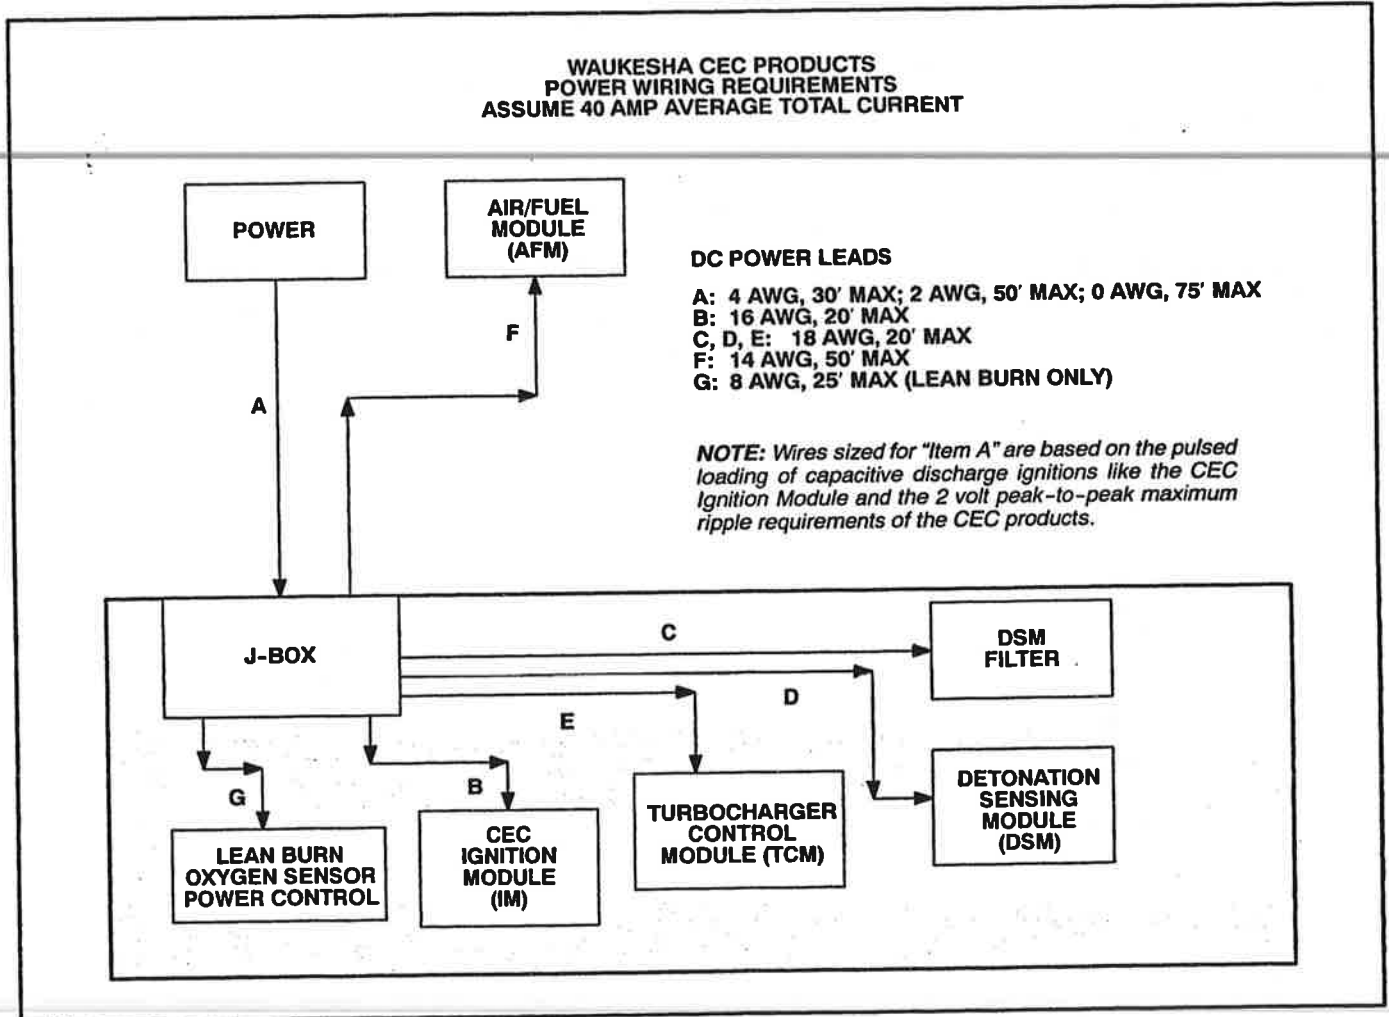 WAUKESHA CEC PRODUCTS
POWER WIRING REQUIREMENTS
ASSUME 40 AMP AVERAGE TOTAL CURRENT
POWER
AIR/FUEL
MODULE
(AFM)
DC POWER LEADS
A: 4 AWG, 30' MAX; 2 AWG, 50' MAX; 0 AWG, 75' MAX
B: 16 AWG, 20' MAX
C, D, E: 18 AWG, 20' MAX
F: 14 AWG, 50' MAX
G: 8 AWG, 25' MAX (LEAN BURN ONLY)
F
A
NOTE: Wires sized for "Item A" are based on the pulsed
loading of capacitive discharge ignitions like the CEC
Ignition Module and the 2 volt peak-to-peak maximum
ripple requirements of the CEC products.
J-BOX
C
DSM
FILTER
D
E
G
B
LEAN BURN
OXYGEN SENSOR
POWER CONTROL
CEC
IGNITION
MODULE
(IM)
TURBOCHARGER
CONTROL
MODULE (TCM)
DETONATION
SENSING
MODULE
(DSM)